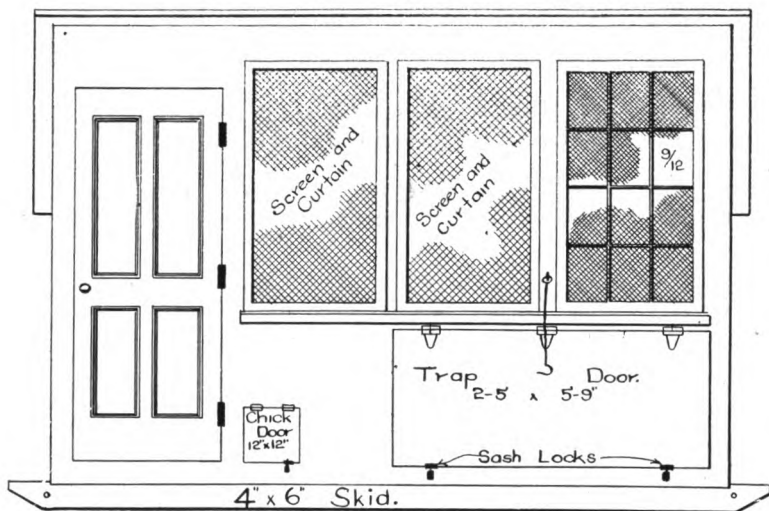 Screen and
Curtain
Screen and
Curtain
9/12
Trap Door.
2-5' x 5-9"
Chick
Door
12"x12"
Sash Locks
4" x 6" Skid.